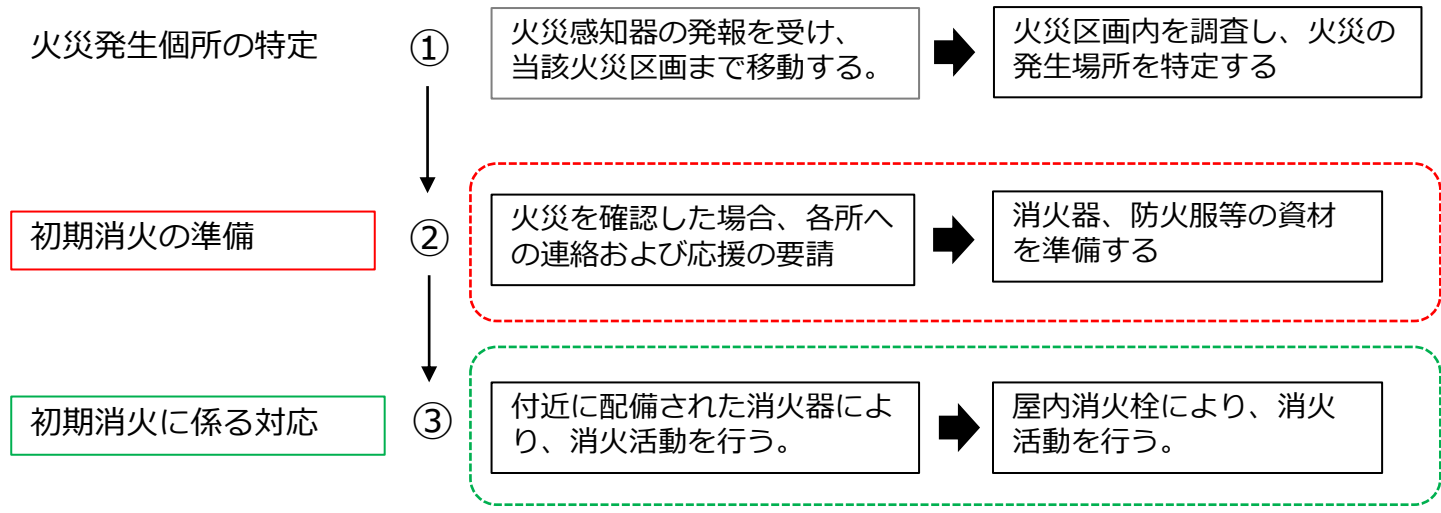 火災発生個所の特定
①
火災感知器の発報を受け、
当該火災区画まで移動する。
火災区画内を調査し、火災の
発生場所を特定する
初期消火の準備
②
火災を確認した場合、各所へ
の連絡および応援の要請
消火器、防火服等の資材
を準備する
初期消火に係る対応
③
付近に配備された消火器によ
り、消火活動を行う。
屋内消火栓により、消火
活動を行う。